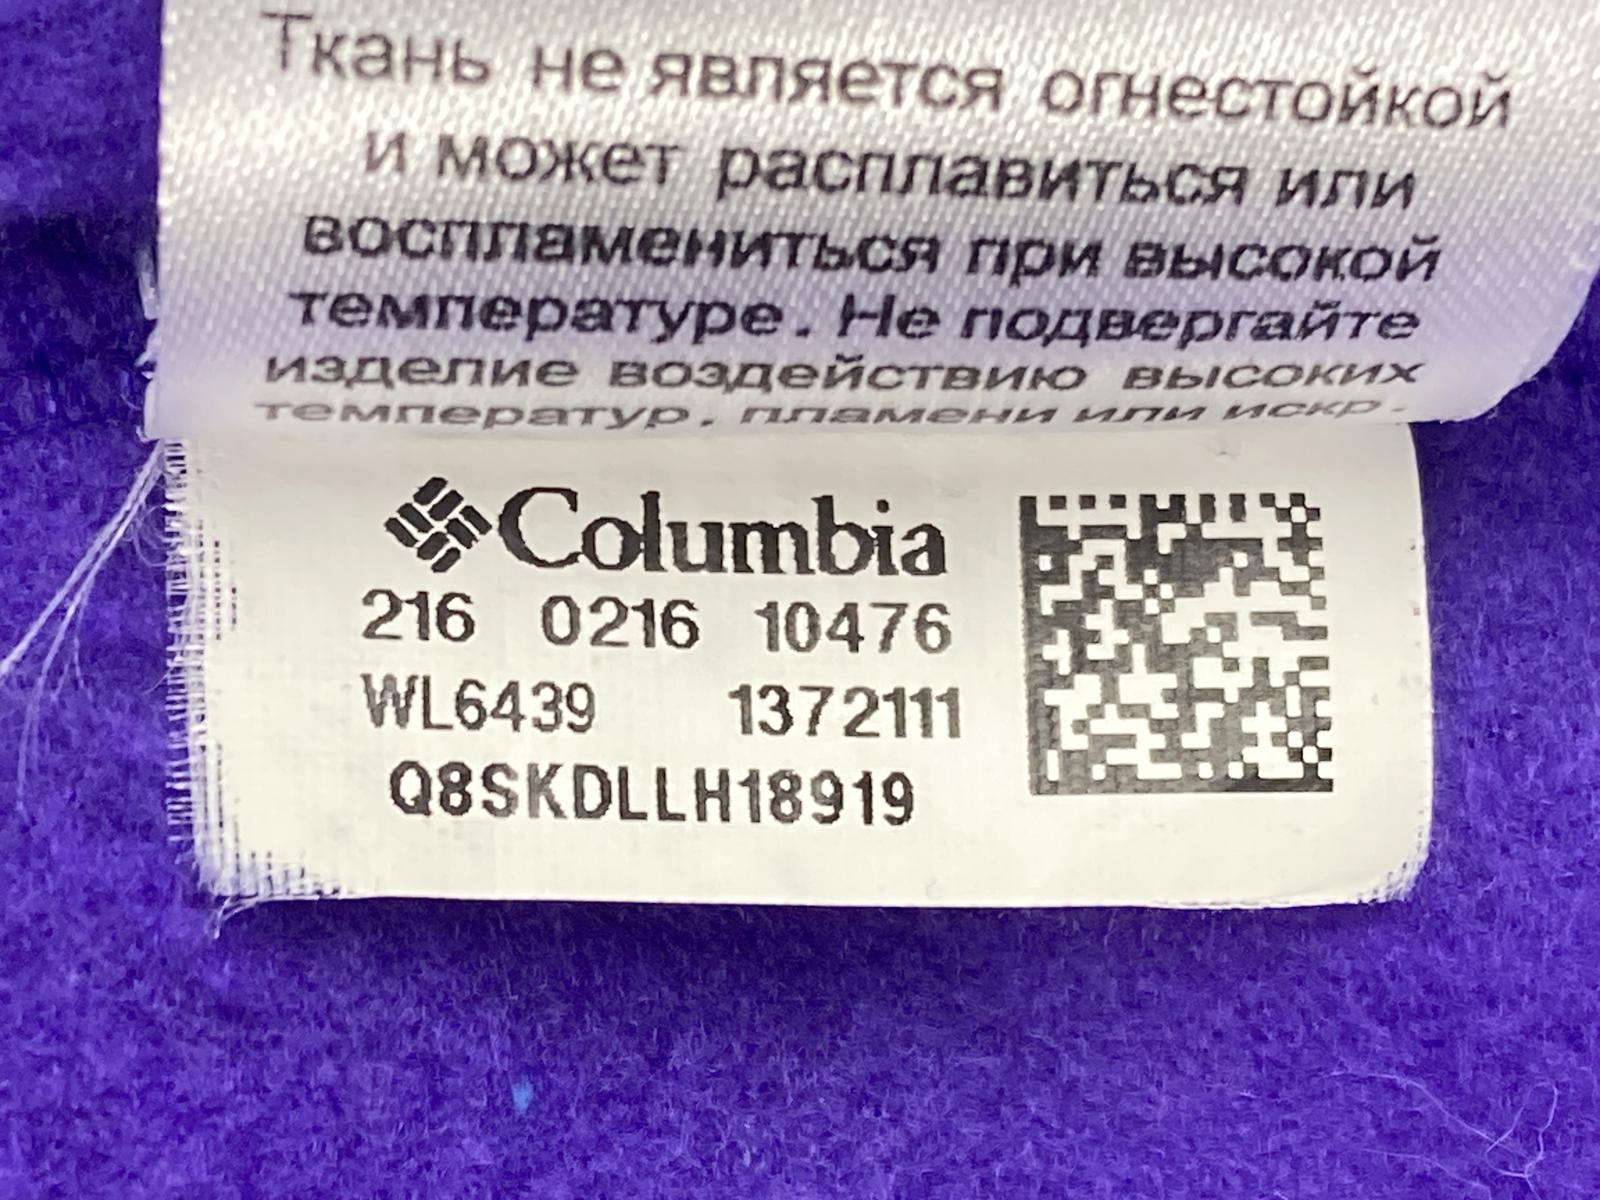 Ткань не является огнестойкой
и может расплавиться или
воспламениться при высокой
температуре. Не подвергайте
изделие воздействию высоких
температур, пламени или искр.
Columbia
216 0216 10476
WL6439 1372111
Q8SKDLLH18919